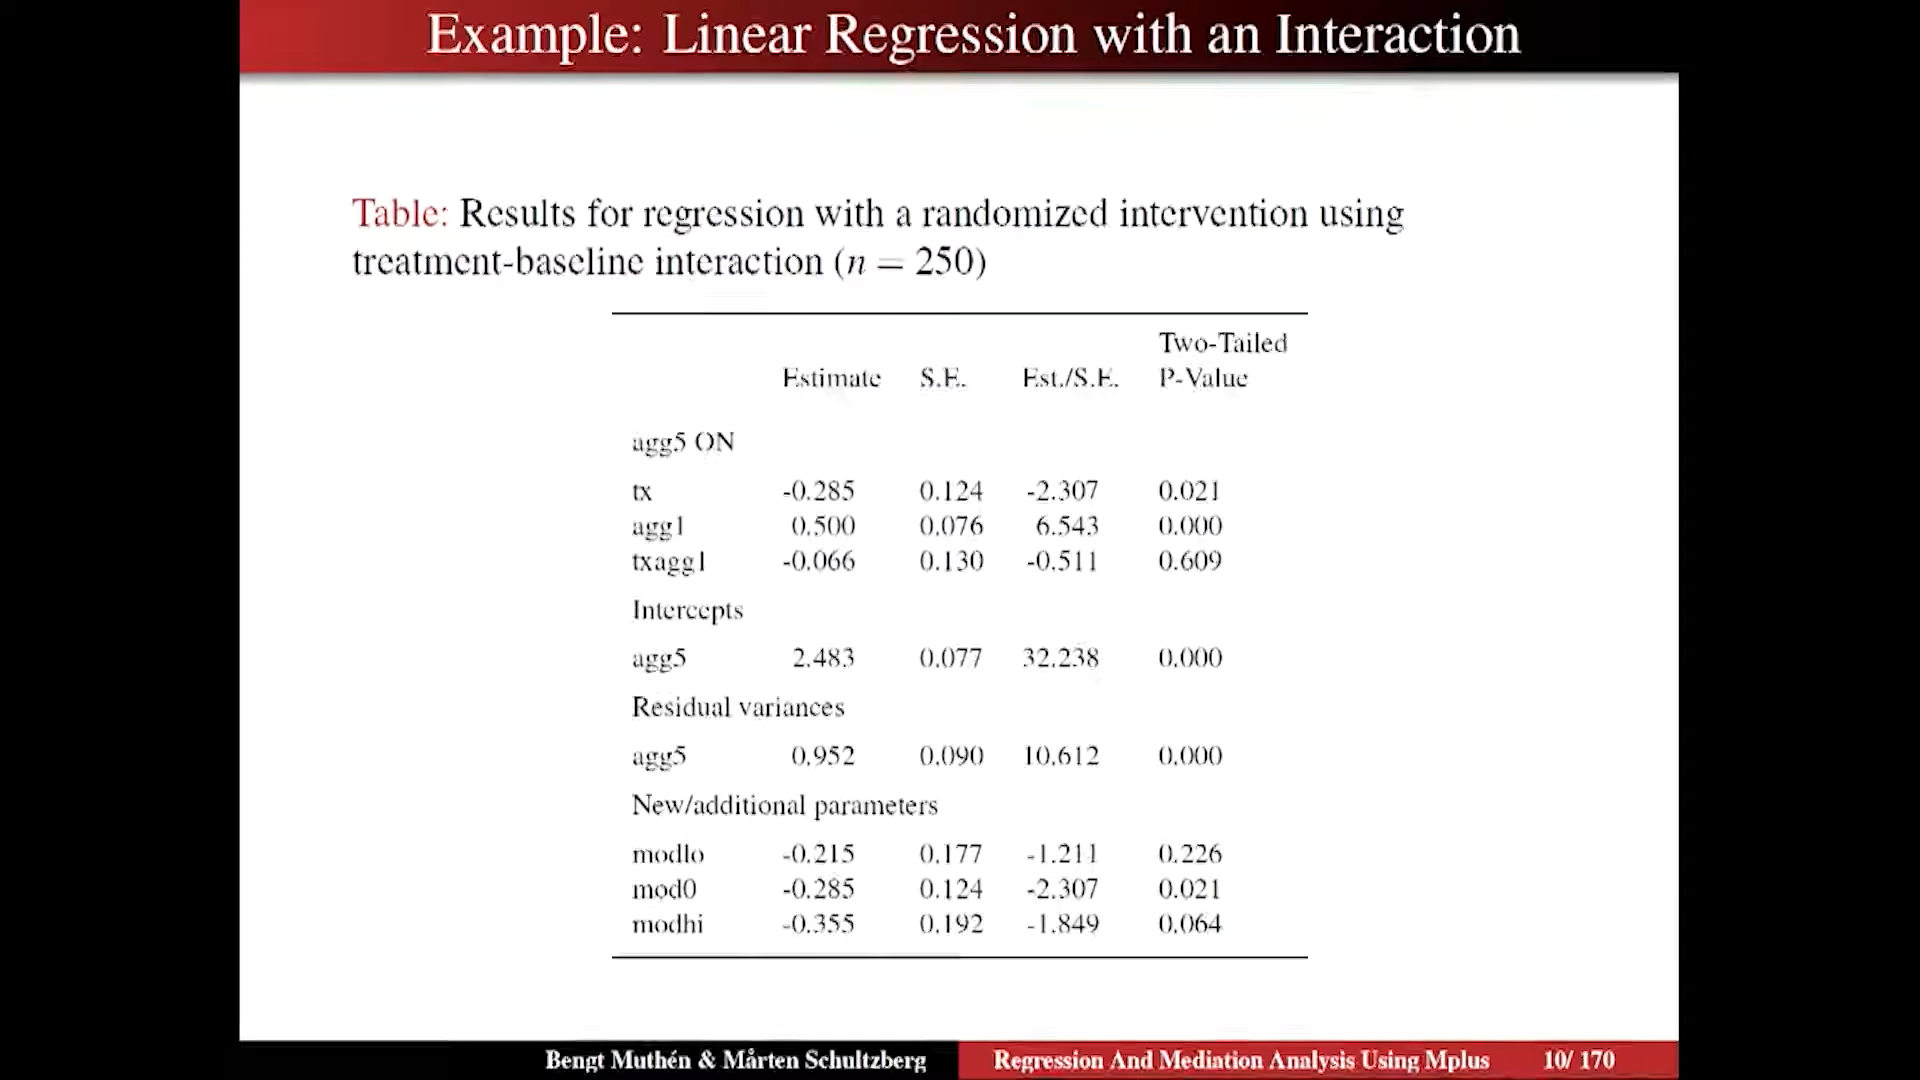 Example: Linear Regression with an Interaction
Table: Results for regression with a randomized intervention using
treatment-baseline interaction (n = 250)
Two-Tailed
Estimate S.E. Est./S.E. P-Value
agg5 ON
tx -0.285 0.124 -2.307 0.021
agg1 0.500 0.076 6.543 0.000
txagg1 -0.066 0.130 -0.511 0.609
Intercepts
agg5 2.483 0.077 32.238 0.000
Residual variances
agg5 0.952 0.090 10.612 0.000
New/additional parameters
modlo -0.215 0.177 -1.211 0.226
mod0 -0.285 0.124 -2.307 0.021
modhi -0.355 0.192 -1.849 0.064
Bengt Muthén & Mårten Schultzberg Regression And Mediation Analysis Using Mplus 10/ 170